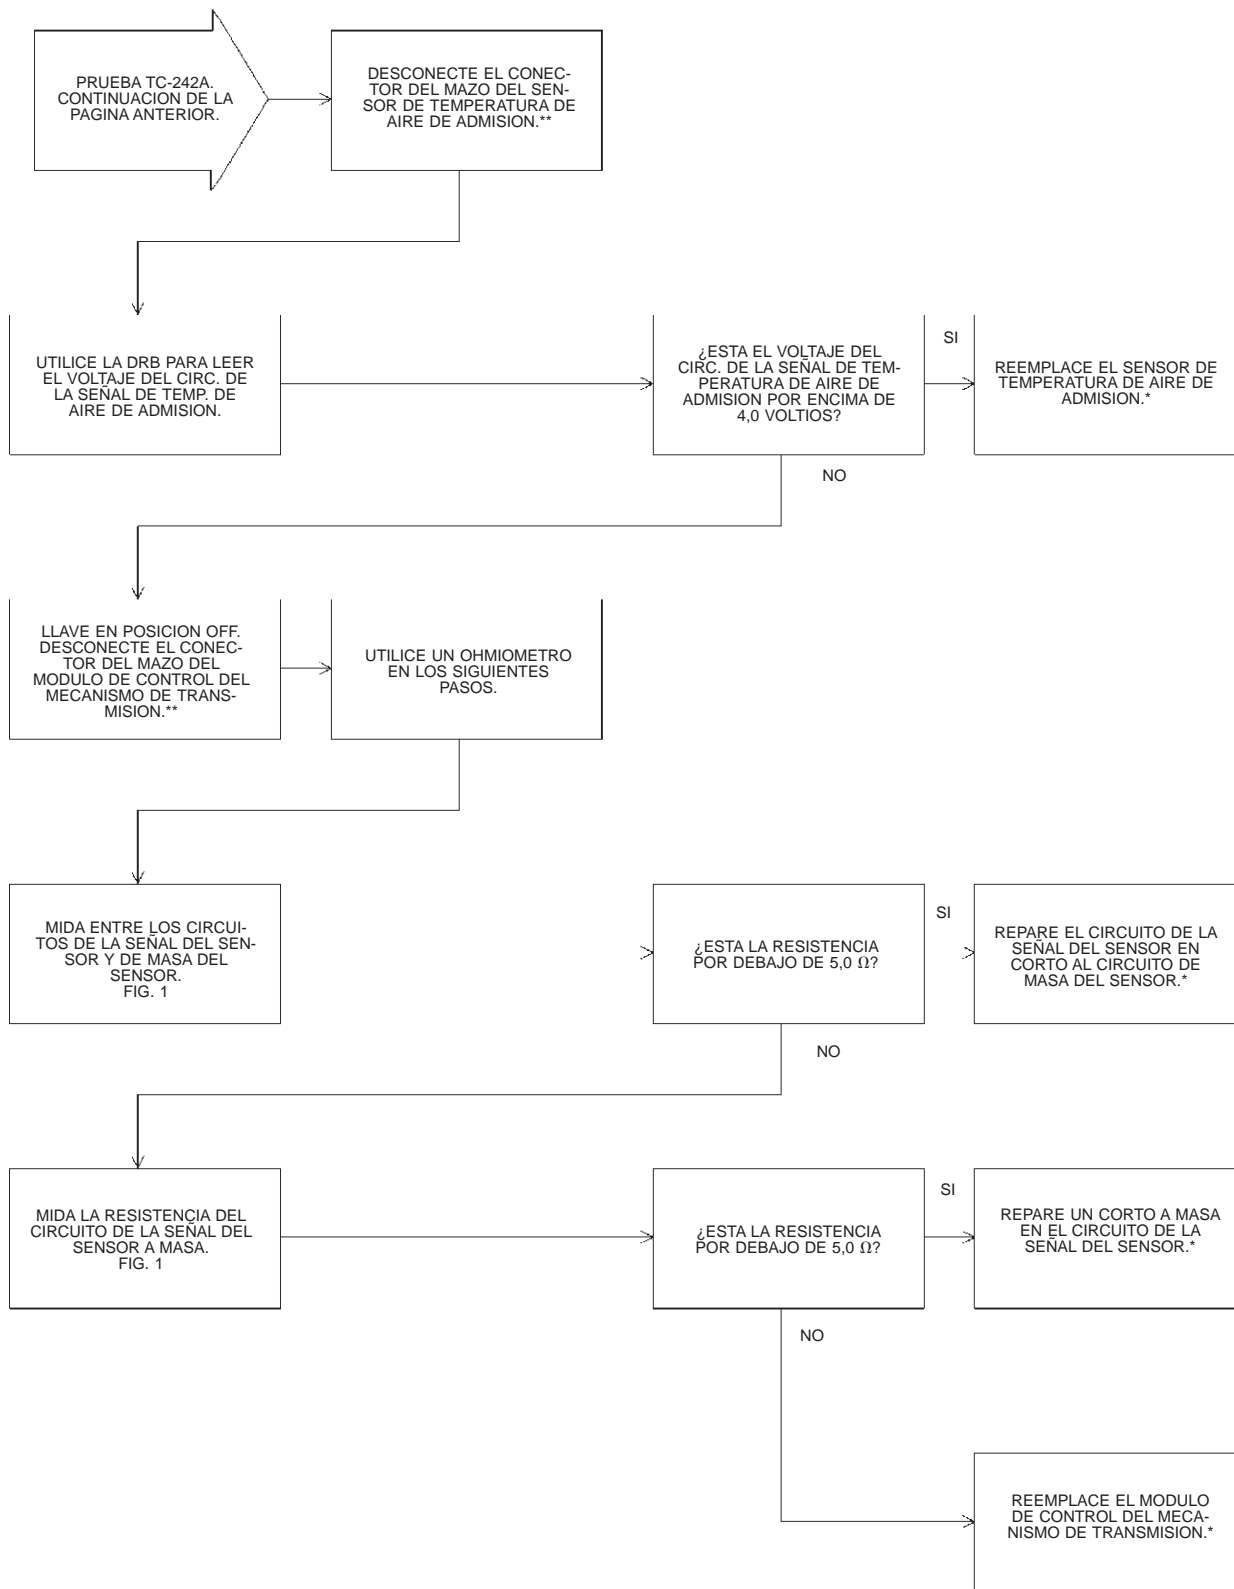 PRUEBA TC-242A.
CONTINUACION DE LA
PAGINA ANTERIOR.
DESCONECTE EL CONEC-
TOR DEL MAZO DEL SEN-
SOR DE TEMPERATURA DE
AIRE DE ADMISION.**
UTILICE LA DRB PARA LEER
EL VOLTAJE DEL CIRC. DE
LA SEÑAL DE TEMP. DE
AIRE DE ADMISION.
¿ESTA EL VOLTAJE DEL
CIRC. DE LA SEÑAL DE TEM-
PERATURA DE AIRE DE
ADMISION POR ENCIMA DE
4,0 VOLTIOS?
SI
REEMPLACE EL SENSOR DE
TEMPERATURA DE AIRE DE
ADMISION.*
NO
LLAVE EN POSICION OFF.
DESCONECTE EL CONEC-
TOR DEL MAZO DEL
MODULO DE CONTROL DEL
MECANISMO DE TRANS-
MISION.**
UTILICE UN OHMIOMETRO
EN LOS SIGUIENTES
PASOS.
MIDA ENTRE LOS CIRCUI-
TOS DE LA SEÑAL DEL SEN-
SOR Y DE MASA DEL
SENSOR.
FIG. 1
¿ESTA LA RESISTENCIA
POR DEBAJO DE 5,0 Ω?
SI
REPARE EL CIRCUITO DE LA
SEÑAL DEL SENSOR EN
CORTO AL CIRCUITO DE
MASA DEL SENSOR.*
NO
MIDA LA RESISTENCIA DEL
CIRCUITO DE LA SEÑAL DEL
SENSOR A MASA.
FIG. 1
¿ESTA LA RESISTENCIA
POR DEBAJO DE 5,0 Ω?
SI
REPARE UN CORTO A MASA
EN EL CIRCUITO DE LA
SEÑAL DEL SENSOR.*
NO
REEMPLACE EL MODULO
DE CONTROL DEL MECA-
NISMO DE TRANSMISION.*